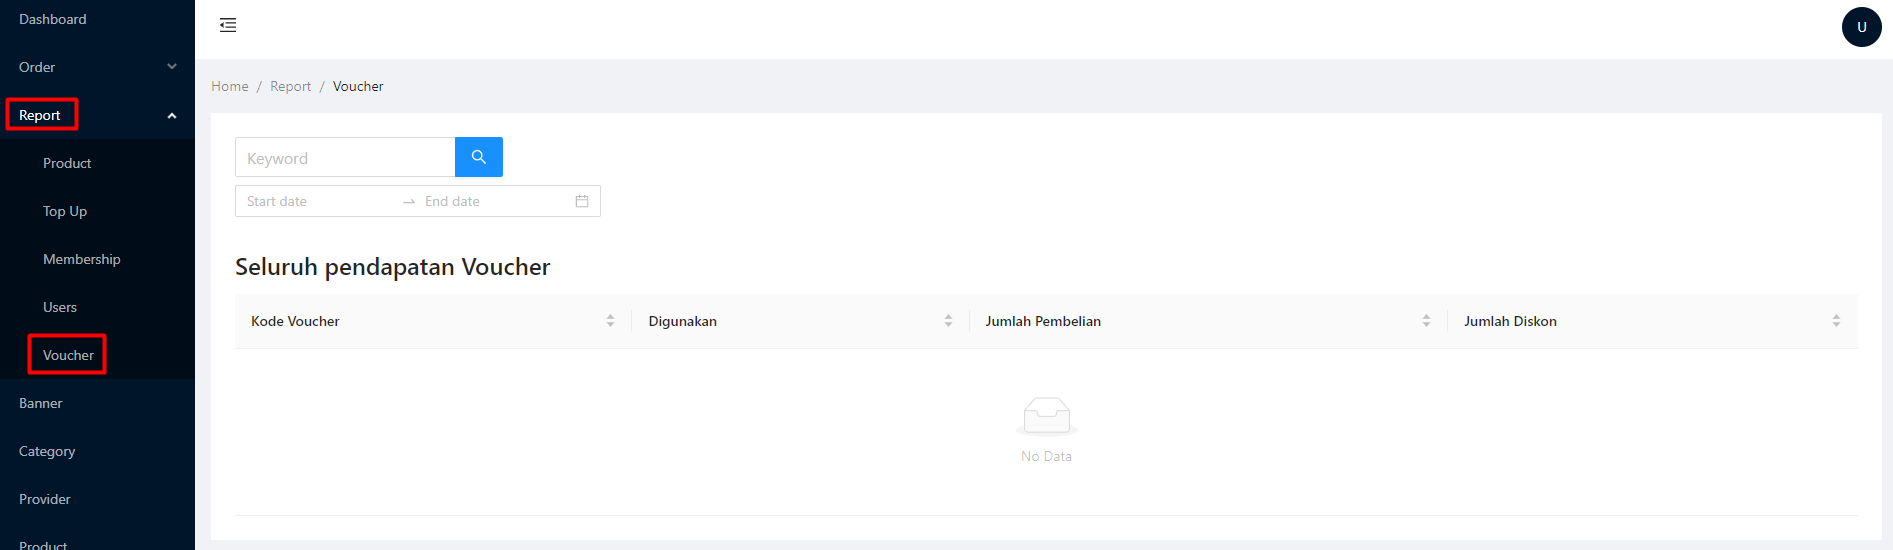 Dashboard
Order
Report
Product
Top Up
Membership
Users
Voucher
Banner
Category
Provider
Product
U
Home / Report / Voucher
Keyword
Start date → End date
Seluruh pendapatan Voucher
Kode Voucher Digunakan Jumlah Pembelian Jumlah Diskon
No Data